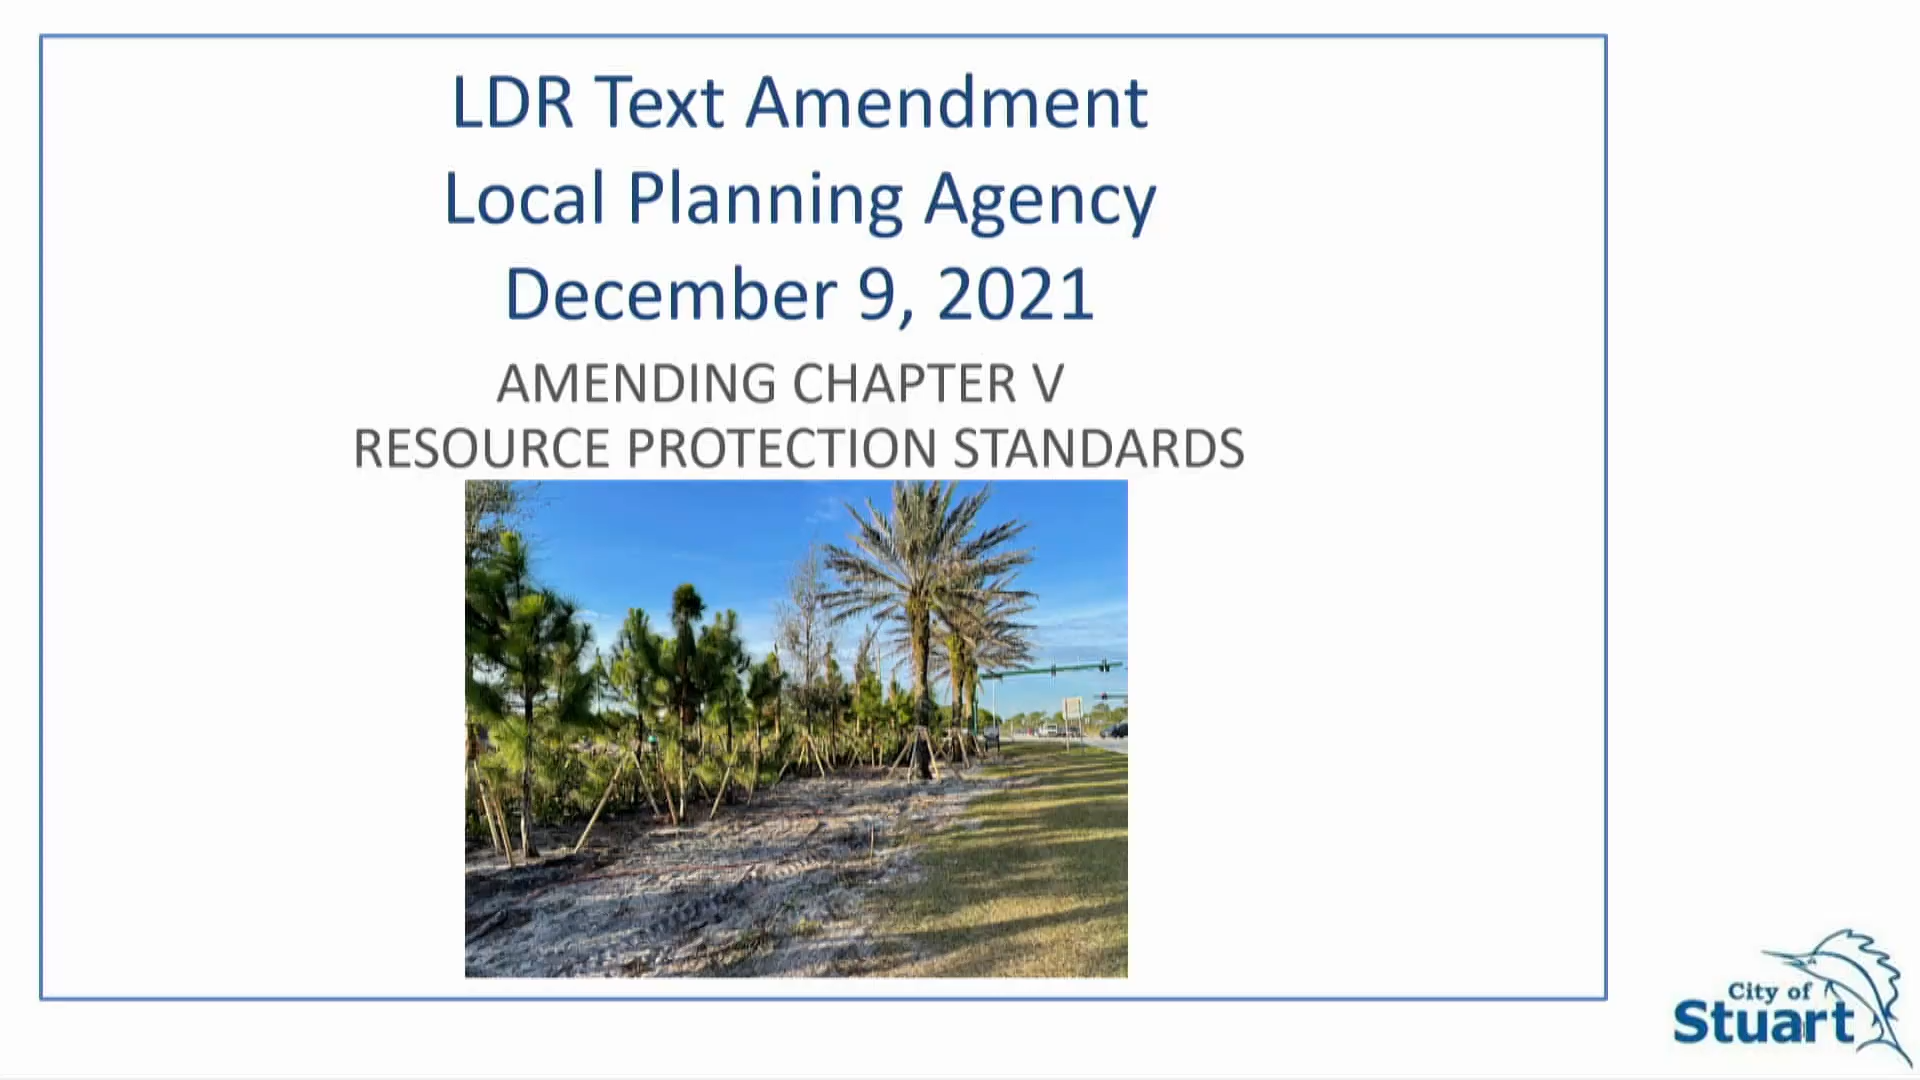 LDR Text Amendment
Local Planning Agency
December 9, 2021
AMENDING CHAPTER V
RESOURCE PROTECTION STANDARDS
City of
Stuart